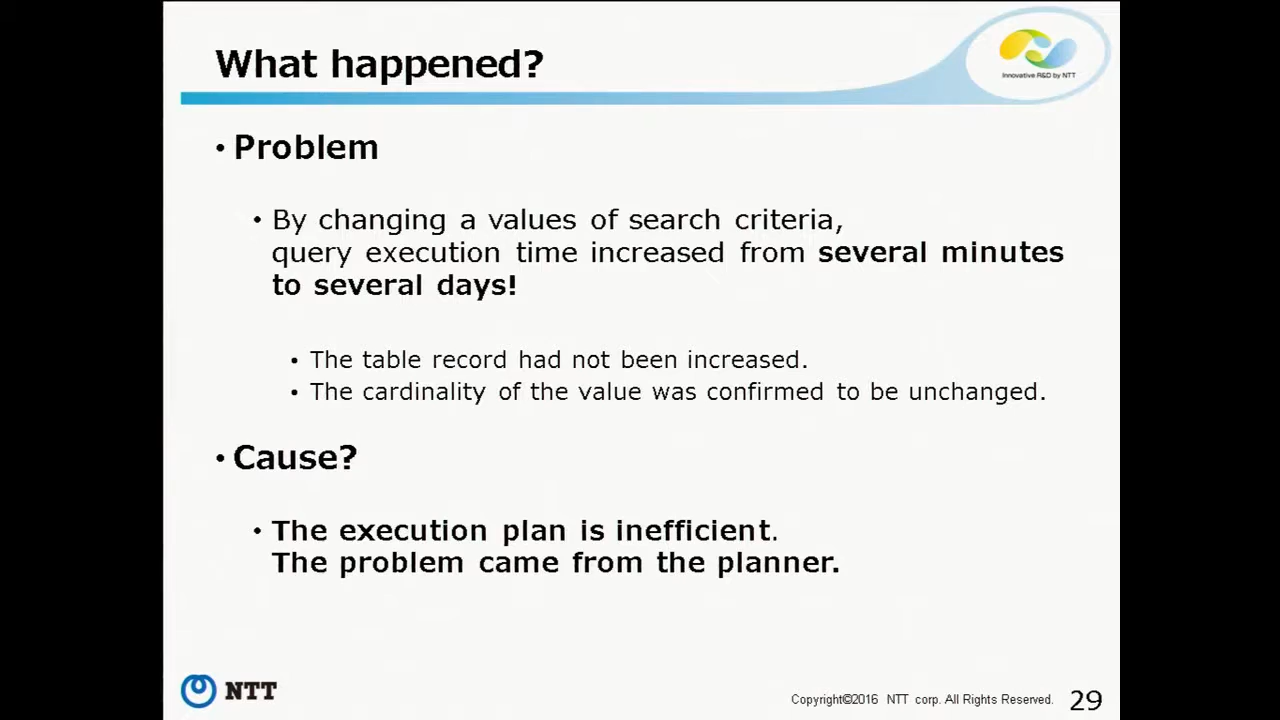 What happened?
Innovative R&D by NTT
• Problem
• By changing a values of search criteria,
query execution time increased from several minutes
to several days!
• The table record had not been increased.
• The cardinality of the value was confirmed to be unchanged.
• Cause?
• The execution plan is inefficient.
The problem came from the planner.
NTT
Copyright©2016 NTT corp. All Rights Reserved.
29